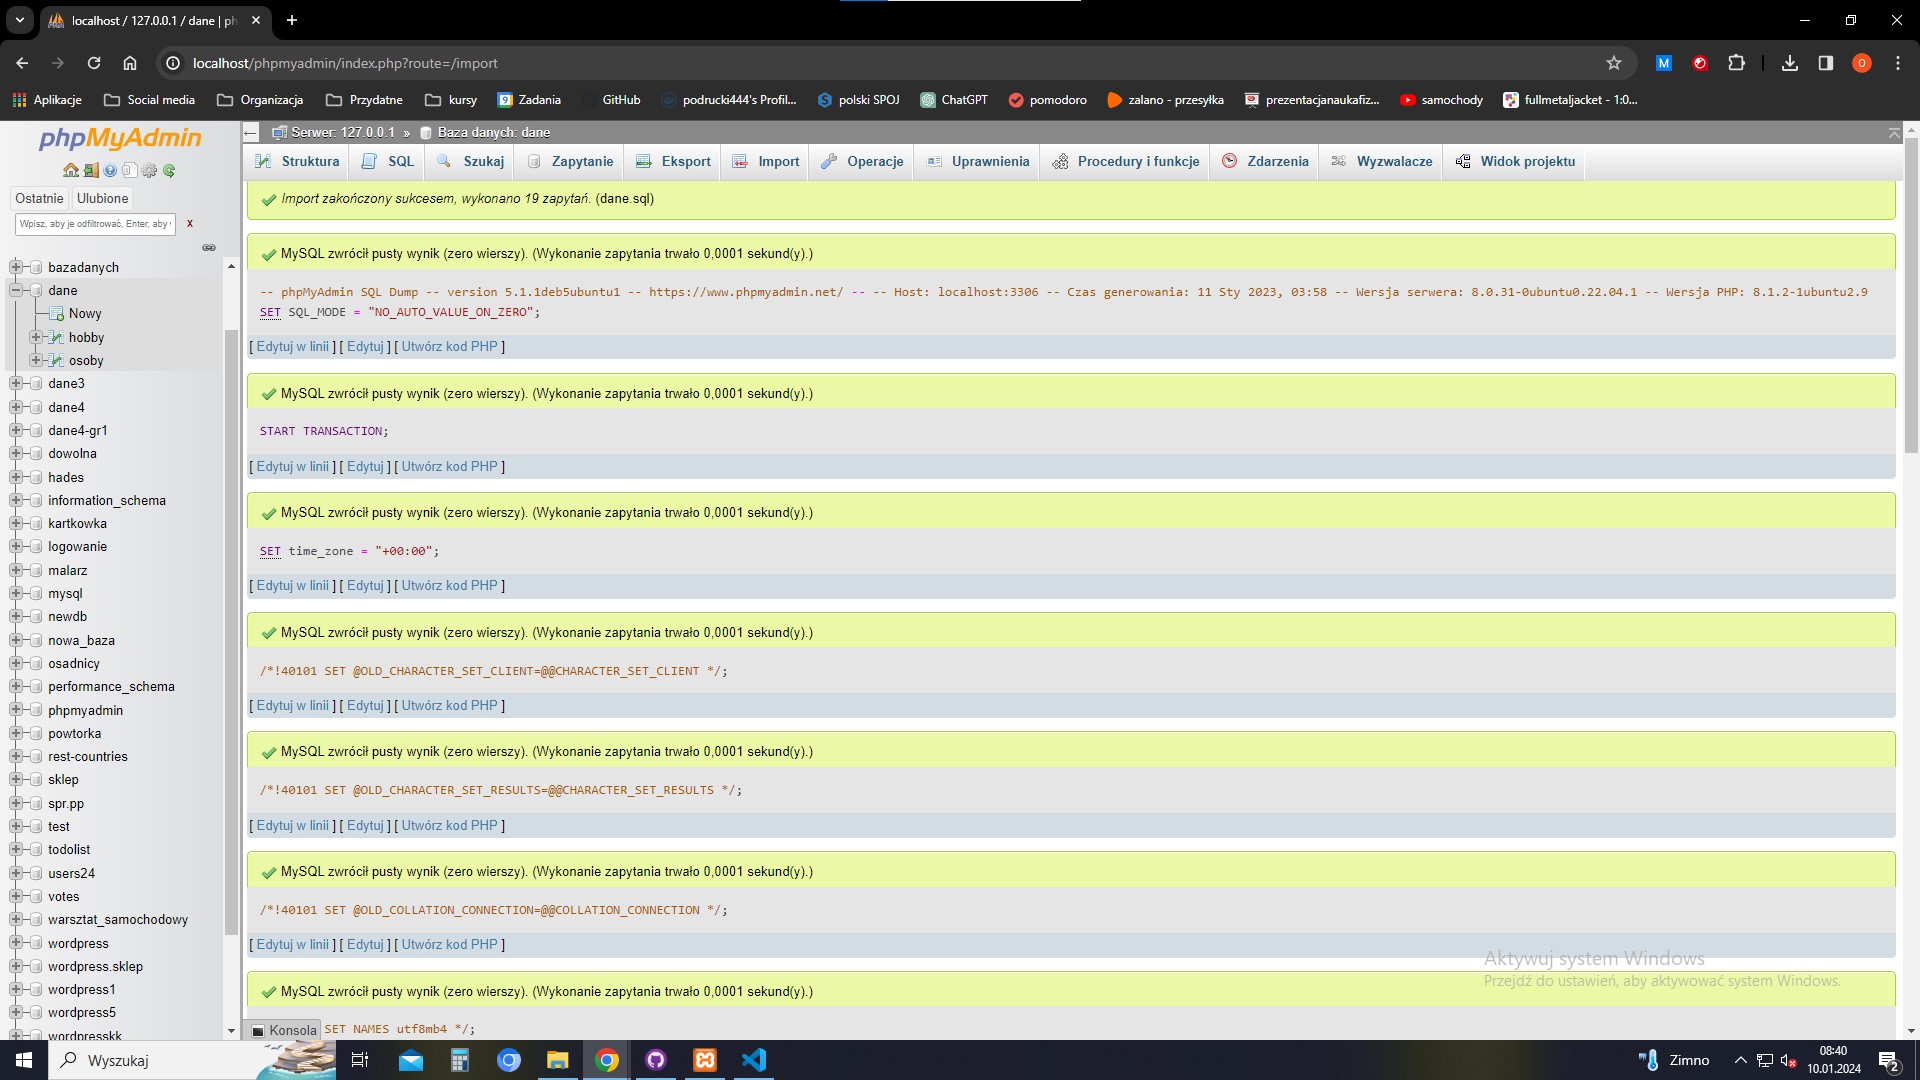 localhost / 127.0.0.1 / dane | ph
localhost/phpmyadmin/index.php?route=/import
M
O
Aplikacje
Social media
Organizacja
Przydatne
kursy
Zadania
GitHub
podrucki444's Profil...
polski SPOJ
ChatGPT
pomodoro
zalano - przesyłka
prezentacjanaukafiz...
samochody
fullmetaljacket - 1:0...
phpMyAdmin
Ostatnie Ulubione
Wpisz, aby je odfiltrować, Enter, aby
X
bazadanych
dane
Nowy
hobby
osoby
dane3
dane4
dane4-gr1
dowolna
hades
information_schema
kartkowka
logowanie
malarz
mysql
newdb
nowa_baza
osadnicy
performance_schema
phpmyadmin
powtorka
rest-countries
sklep
spr.pp
test
todolist
users24
votes
warsztat_samochodowy
wordpress
wordpress.sklep
wordpress1
wordpress5
wordpresskk
Serwer: 127.0.0.1 » Baza danych: dane
Struktura SQL Szukaj Zapytanie Eksport Import Operacje Uprawnienia Procedury i funkcje Zdarzenia Wyzwalacze Widok projektu
Import zakończony sukcesem, wykonano 19 zapytań. (dane.sql)
MySQL zwrócił pusty wynik (zero wierszy). (Wykonanie zapytania trwało 0,0001 sekund(y).)
-- phpMyAdmin SQL Dump -- version 5.1.1deb5ubuntu1 -- https://www.phpmyadmin.net/ -- -- Host: localhost:3306 -- Czas generowania: 11 Sty 2023, 03:58 -- Wersja serwera: 8.0.31-0ubuntu0.22.04.1 -- Wersja PHP: 8.1.2-1ubuntu2.9
SET SQL_MODE = "NO_AUTO_VALUE_ON_ZERO";
[ Edytuj w linii ] [ Edytuj ] [ Utwórz kod PHP ]
MySQL zwrócił pusty wynik (zero wierszy). (Wykonanie zapytania trwało 0,0001 sekund(y).)
START TRANSACTION;
[ Edytuj w linii ] [ Edytuj ] [ Utwórz kod PHP ]
MySQL zwrócił pusty wynik (zero wierszy). (Wykonanie zapytania trwało 0,0001 sekund(y).)
SET time_zone = "+00:00";
[ Edytuj w linii ] [ Edytuj ] [ Utwórz kod PHP ]
MySQL zwrócił pusty wynik (zero wierszy). (Wykonanie zapytania trwało 0,0001 sekund(y).)
/*!40101 SET @OLD_CHARACTER_SET_CLIENT=@@CHARACTER_SET_CLIENT */;
[ Edytuj w linii ] [ Edytuj ] [ Utwórz kod PHP ]
MySQL zwrócił pusty wynik (zero wierszy). (Wykonanie zapytania trwało 0,0001 sekund(y).)
/*!40101 SET @OLD_CHARACTER_SET_RESULTS=@@CHARACTER_SET_RESULTS */;
[ Edytuj w linii ] [ Edytuj ] [ Utwórz kod PHP ]
MySQL zwrócił pusty wynik (zero wierszy). (Wykonanie zapytania trwało 0,0001 sekund(y).)
/*!40101 SET @OLD_COLLATION_CONNECTION=@@COLLATION_CONNECTION */;
[ Edytuj w linii ] [ Edytuj ] [ Utwórz kod PHP ]
MySQL zwrócił pusty wynik (zero wierszy). (Wykonanie zapytania trwało 0,0001 sekund(y).)
SET NAMES utf8mb4 */;
Konsola
Aktywuj system Windows
Przejdź do ustawień, aby aktywować system Windows.
Wyszukaj
Zimno
08:40
10.01.2024
2